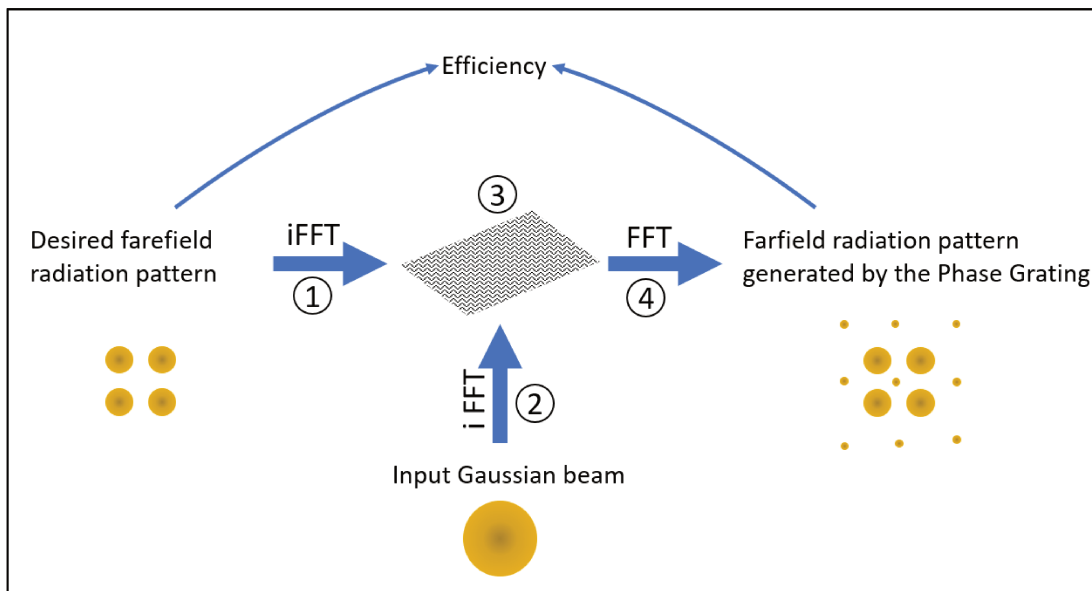 Efficiency
③
Desired farefield
radiation pattern
iFFT
①
FFT
④
Farfield radiation pattern
generated by the Phase Grating
i FFT
②
Input Gaussian beam